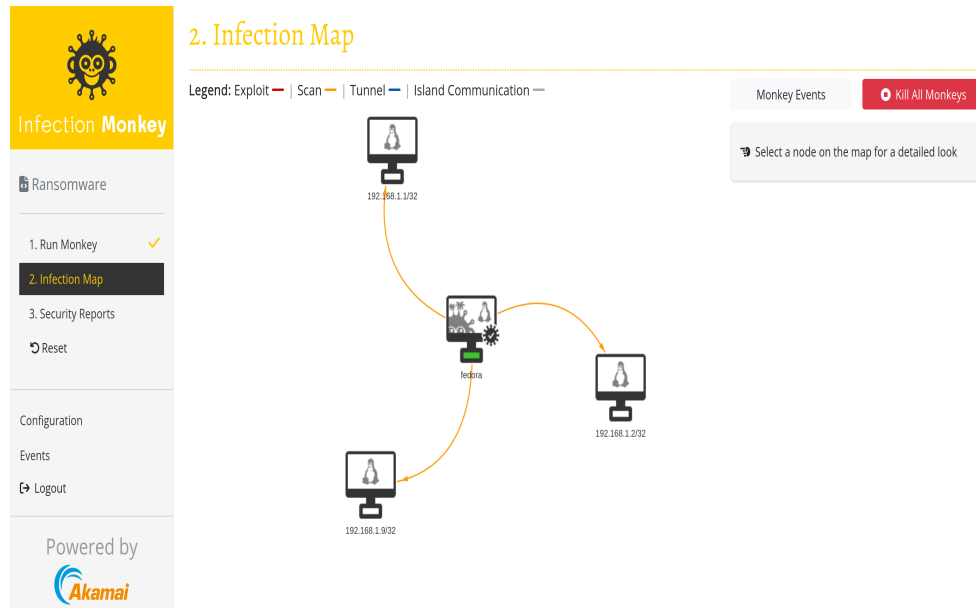 Infection Monkey
Ransomware
1. Run Monkey
2. Infection Map
3. Security Reports
Reset
Configuration
Events
Logout
Powered by
Akamai
2. Infection Map
Legend: Exploit | Scan | Tunnel | Island Communication
Monkey Events
Kill All Monkeys
Select a node on the map for a detailed look
192.168.1.1/32
fedora
192.168.1.2/32
192.168.1.9/32